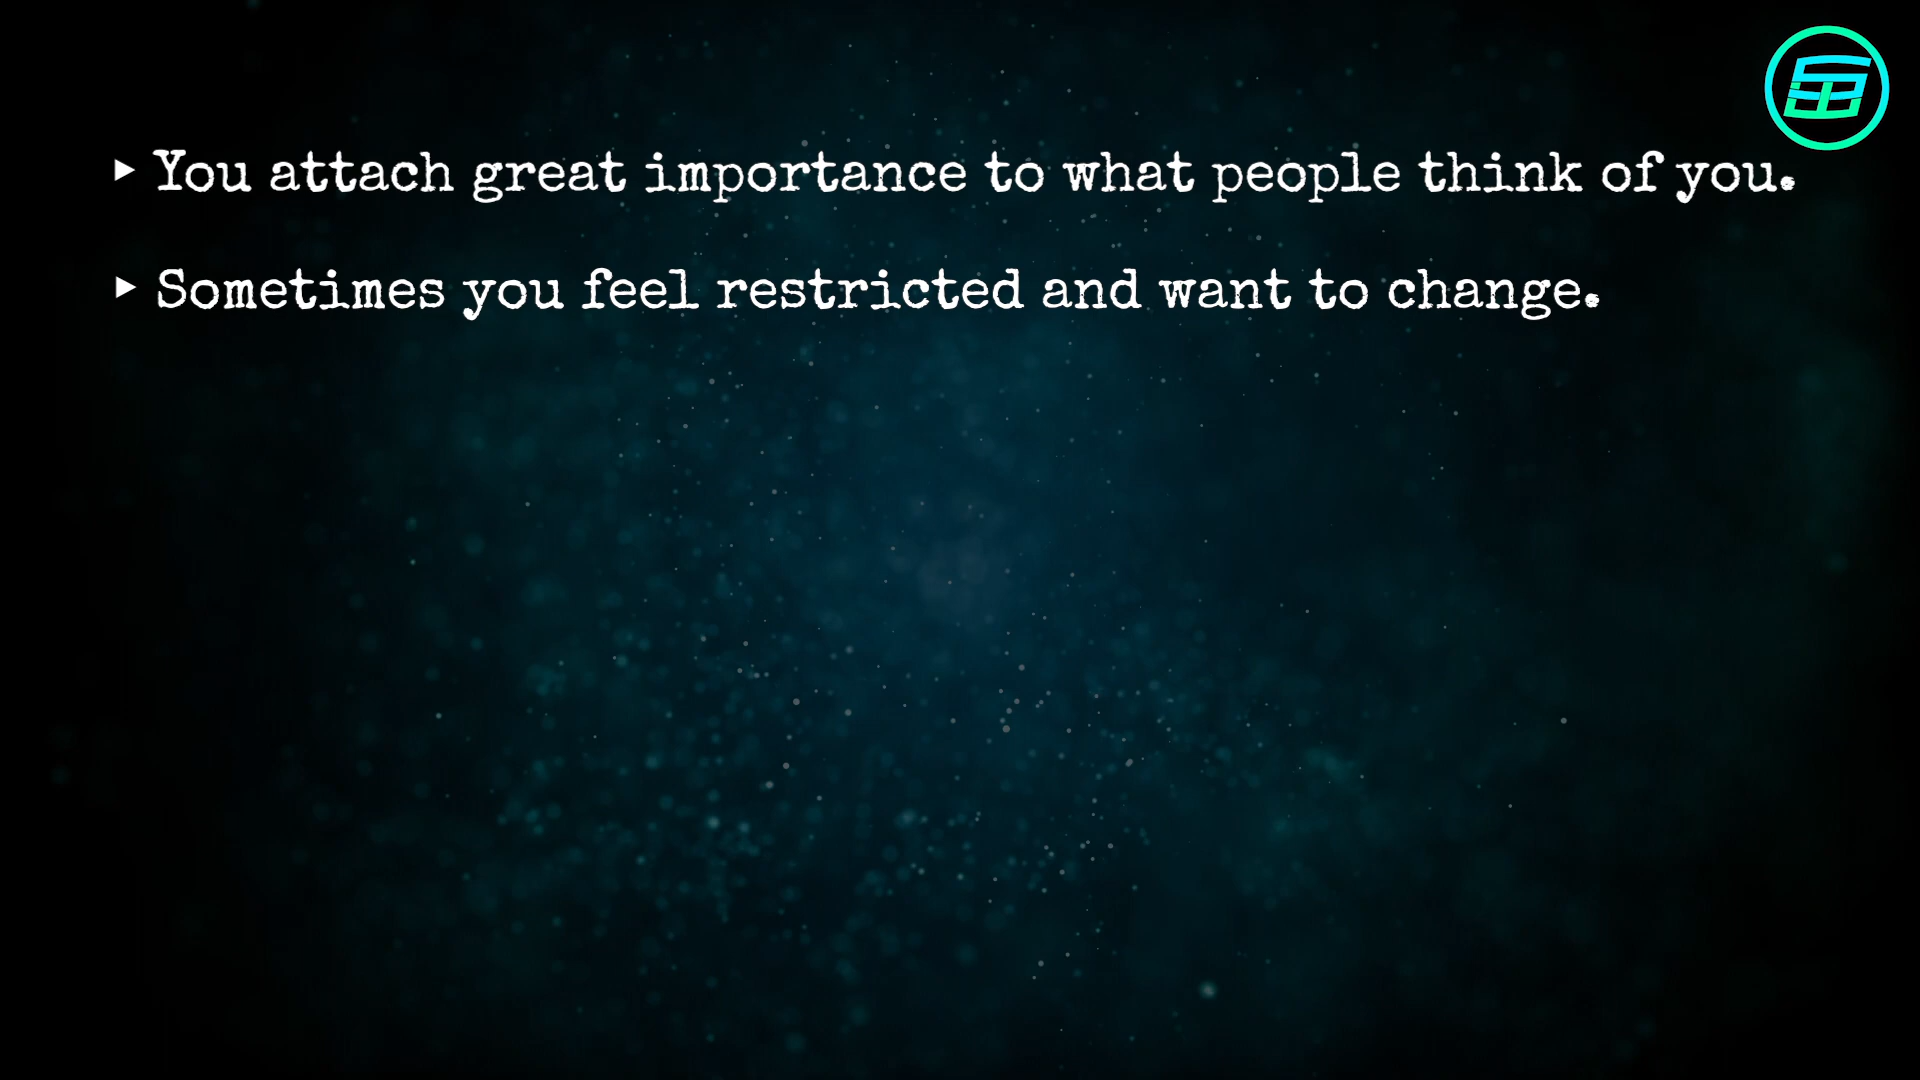 ‣ You attach great importance to what people think of you.
‣ Sometimes you feel restricted and want to change.